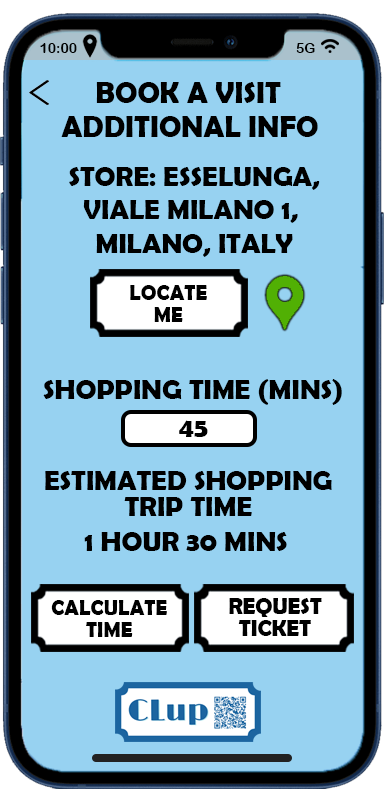 10:00 5G
BOOK A VISIT
ADDITIONAL INFO
STORE: ESSELUNGA,
VIALE MILANO 1,
MILANO, ITALY
LOCATE
ME
SHOPPING TIME (MINS)
45
ESTIMATED SHOPPING
TRIP TIME
1 HOUR 30 MINS
CALCULATE
TIME
REQUEST
TICKET
CLup